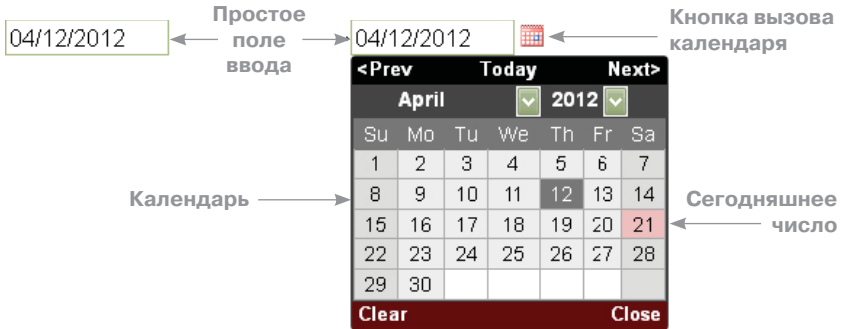 04/12/2012
Простое
поле
ввода
04/12/2012
Кнопка вызова
календаря
<Prev Today Next>
April 2012
Su Mo Tu We Th Fr Sa
1 2 3 4 5 6 7
8 9 10 11 12 13 14
15 16 17 18 19 20 21
22 23 24 25 26 27 28
29 30
Clear Close
Календарь
Сегодняшнее
число